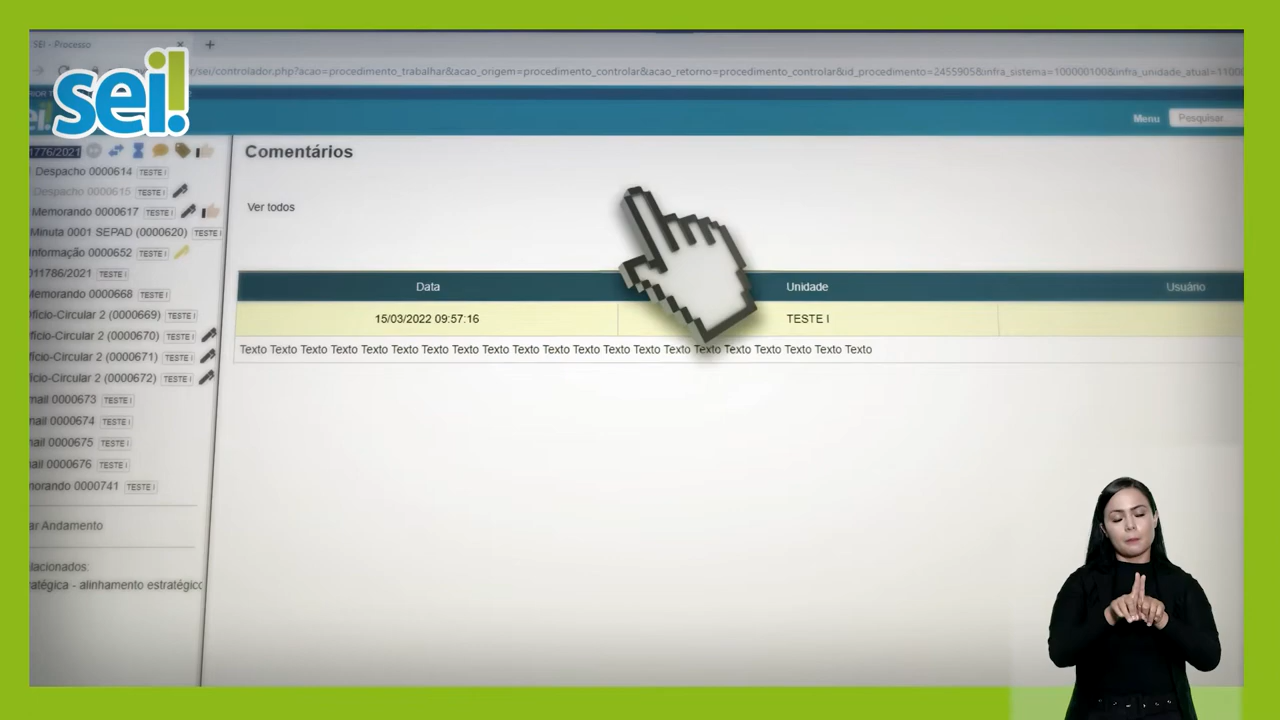 SEI - Processo
sei!
r/sei/controlador.php?acao=procedimento_trabalhar&acao_origem=procedimento_controlar&acao_retorno=procedimento_controlar&id_procedimento=2455905&infra_sistema=100000100&infra_unidade_atual=11000
Menu
Pesquisar...
1776/2021
Despacho 0000614 TESTE I
Despacho 0000615 TESTE I
Memorando 0000617 TESTE I
Minuta 0001 SEPAD (0000620) TESTE I
Informação 0000652 TESTE I
011786/2021 TESTE I
Memorando 0000668 TESTE I
fício-Circular 2 (0000669) TESTE I
fício-Circular 2 (0000670) TESTE I
fício-Circular 2 (0000671) TESTE I
ício-Circular 2 (0000672) TESTE I
mail 0000673 TESTE I
mail 0000674 TESTE I
nail 0000675 TESTE I
ail 0000676 TESTE I
morando 0000741 TESTE I
ar Andamento
lacionados:
atégica - alinhamento estratégico
Comentários
Ver todos
Data Unidade Usuário
15/03/2022 09:57:16 TESTE I
Texto Texto Texto Texto Texto Texto Texto Texto Texto Texto Texto Texto Texto Texto Texto Texto Texto Texto Texto Texto Texto